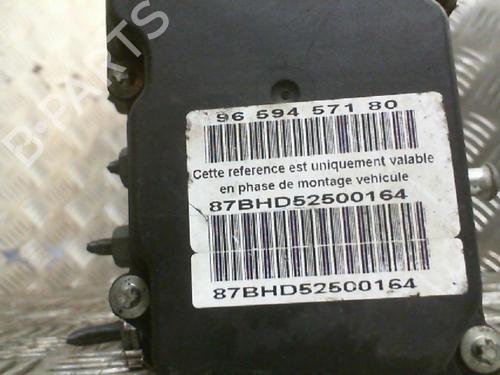 96 594 571 80
Cette reference est uniquement valable
en phase de montage vehicule
87BHD52500164
87BHD52500164
B-PARTS